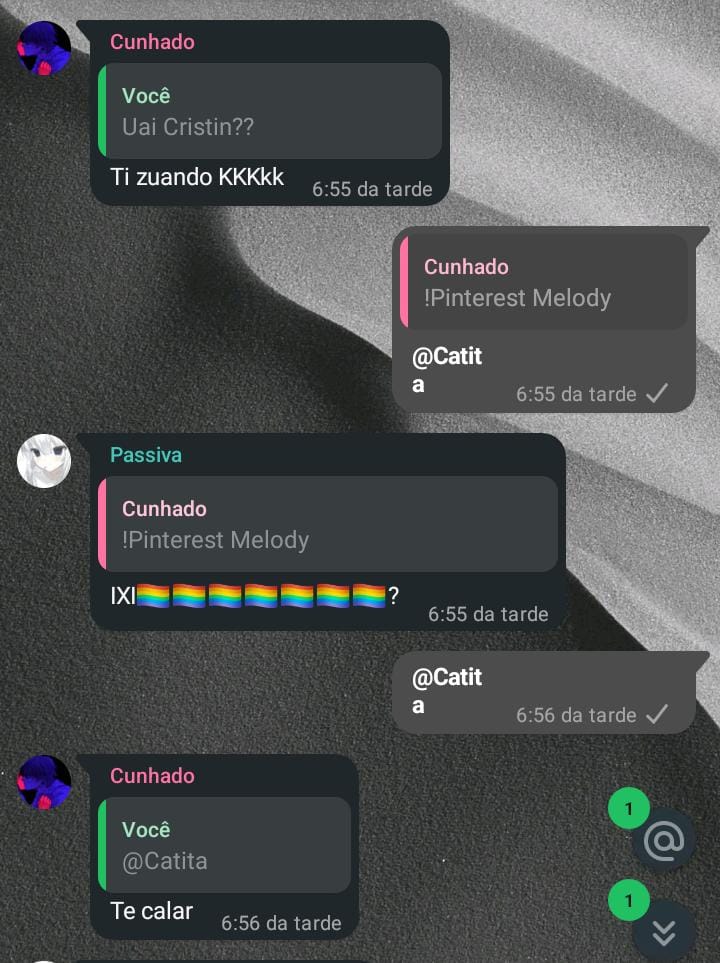 Cunhado
Você
Uai Cristin??
Ti zuando KKKkk
6:55 da tarde
Cunhado
!Pinterest Melody
@Catit
a
6:55 da tarde
Passiva
Cunhado
!Pinterest Melody
IXI🏳️‍🌈🏳️‍🌈🏳️‍🌈🏳️‍🌈🏳️‍🌈🏳️‍🌈🏳️‍🌈?
6:55 da tarde
@Catit
a
6:56 da tarde
Cunhado
Você
@Catita
Te calar
6:56 da tarde
1
@
1